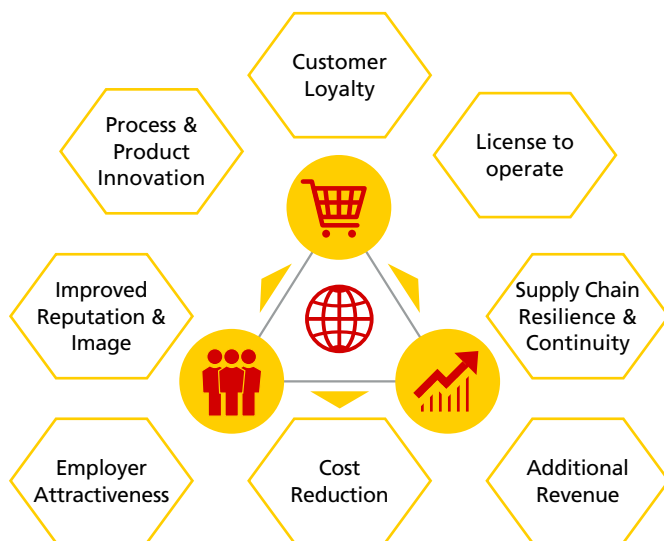 Customer
Loyalty
Process &
Product
Innovation
License to
operate
Improved
Reputation &
Image
Supply Chain
Resilience &
Continuity
Employer
Attractiveness
Cost
Reduction
Additional
Revenue